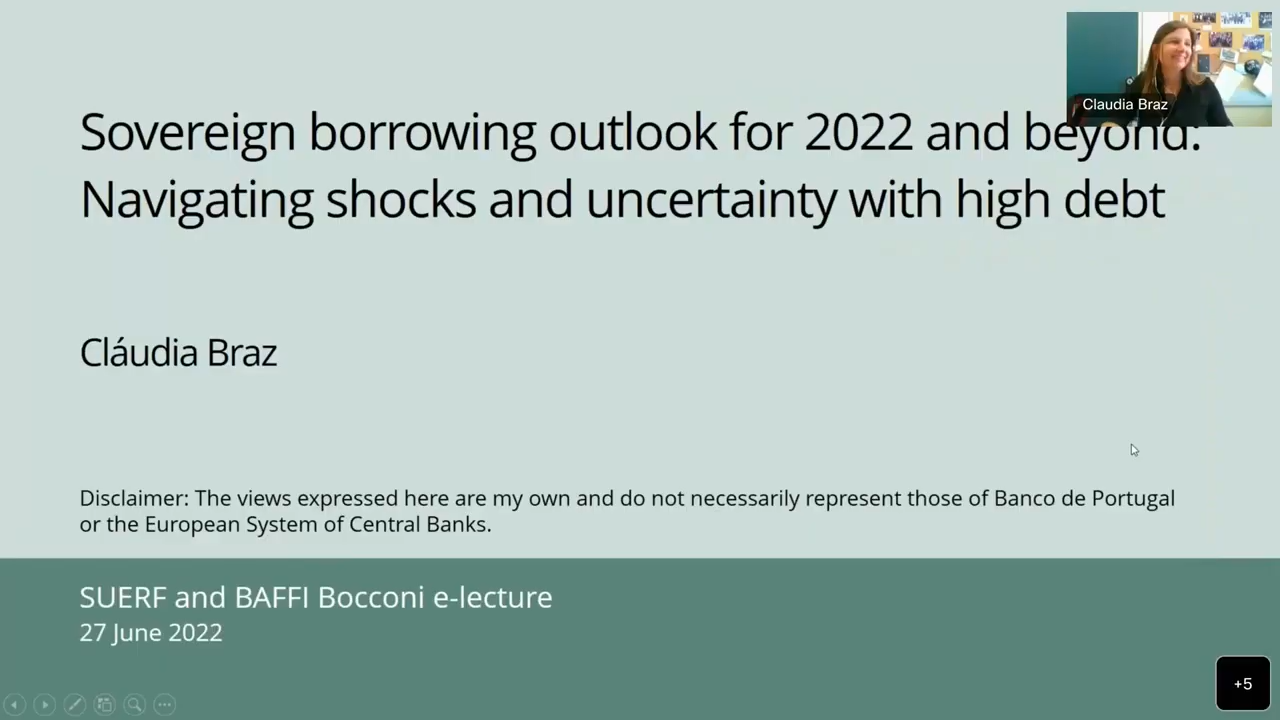 Claudia Braz
Sovereign borrowing outlook for 2022 and beyond:
Navigating shocks and uncertainty with high debt
Cláudia Braz
Disclaimer: The views expressed here are my own and do not necessarily represent those of Banco de Portugal
or the European System of Central Banks.
SUERF and BAFFI Bocconi e-lecture
27 June 2022
+5